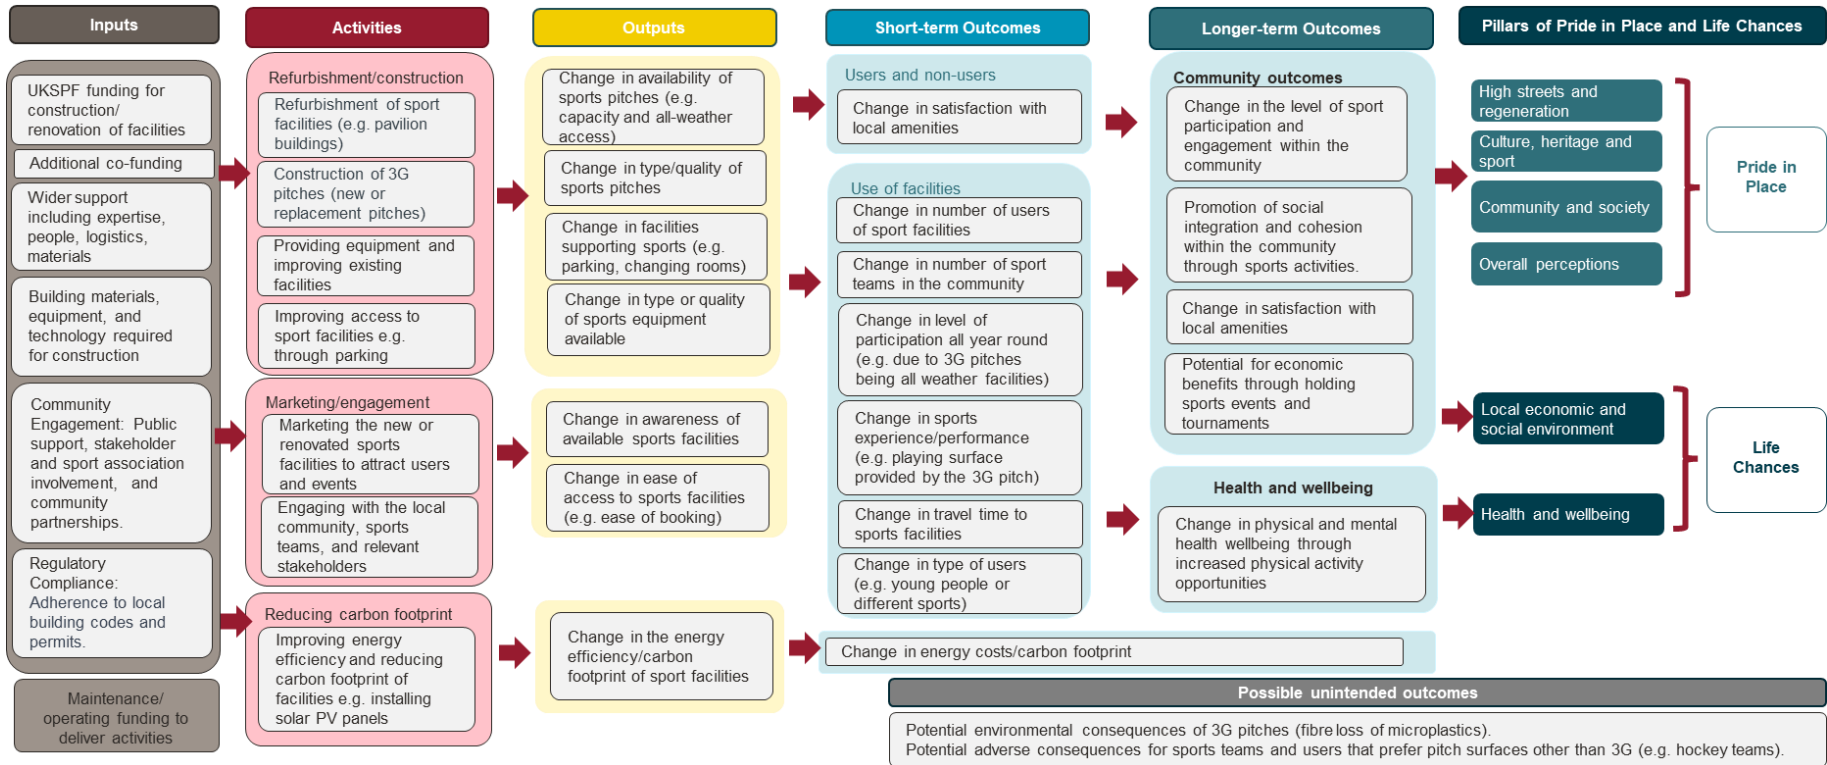 Inputs
UKSPF funding for
construction/
renovation of facilities
Additional co-funding
Wider support
including expertise,
people, logistics,
materials
Building materials,
equipment, and
technology required
for construction
Community
Engagement: Public
support, stakeholder
and sport association
involvement, and
community
partnerships.
Regulatory
Compliance:
Adherence to local
building codes and
permits.
Maintenance/
operating funding to
deliver activities
Activities
Refurbishment/construction
Refurbishment of sport
facilities (e.g. pavilion
buildings)
Construction of 3G
pitches (new or
replacement pitches)
Providing equipment and
improving existing
facilities
Improving access to
sport facilities e.g.
through parking
Marketing/engagement
Marketing the new or
renovated sports
facilities to attract users
and events
Engaging with the local
community, sports
teams, and relevant
stakeholders
Reducing carbon footprint
Improving energy
efficiency and reducing
carbon footprint of
facilities e.g. installing
solar PV panels
Outputs
Change in availability of
sports pitches (e.g.
capacity and all-weather
access)
Change in type/quality of
sports pitches
Change in facilities
supporting sports (e.g.
parking, changing rooms)
Change in type or quality
of sports equipment
available
Change in awareness of
available sports facilities
Change in ease of
access to sports facilities
(e.g. ease of booking)
Change in the energy
efficiency/carbon
footprint of sport facilities
Short-term Outcomes
Users and non-users
Change in satisfaction with
local amenities
Use of facilities
Change in number of users
of sport facilities
Change in number of sport
teams in the community
Change in level of
participation all year round
(e.g. due to 3G pitches
being all weather facilities)
Change in sports
experience/performance
(e.g. playing surface
provided by the 3G pitch)
Change in travel time to
sports facilities
Change in type of users
(e.g. young people or
different sports)
Change in energy costs/carbon footprint
Longer-term Outcomes
Community outcomes
Change in the level of sport
participation and
engagement within the
community
Promotion of social
integration and cohesion
within the community
through sports activities.
Change in satisfaction with
local amenities
Potential for economic
benefits through holding
sports events and
tournaments
Health and wellbeing
Change in physical and mental
health wellbeing through
increased physical activity
opportunities
Pillars of Pride in Place and Life Chances
High streets and
regeneration
Culture, heritage and
sport
Community and society
Overall perceptions
Pride in
Place
Local economic and
social environment
Health and wellbeing
Life
Chances
Possible unintended outcomes
Potential environmental consequences of 3G pitches (fibre loss of microplastics).
Potential adverse consequences for sports teams and users that prefer pitch surfaces other than 3G (e.g. hockey teams).